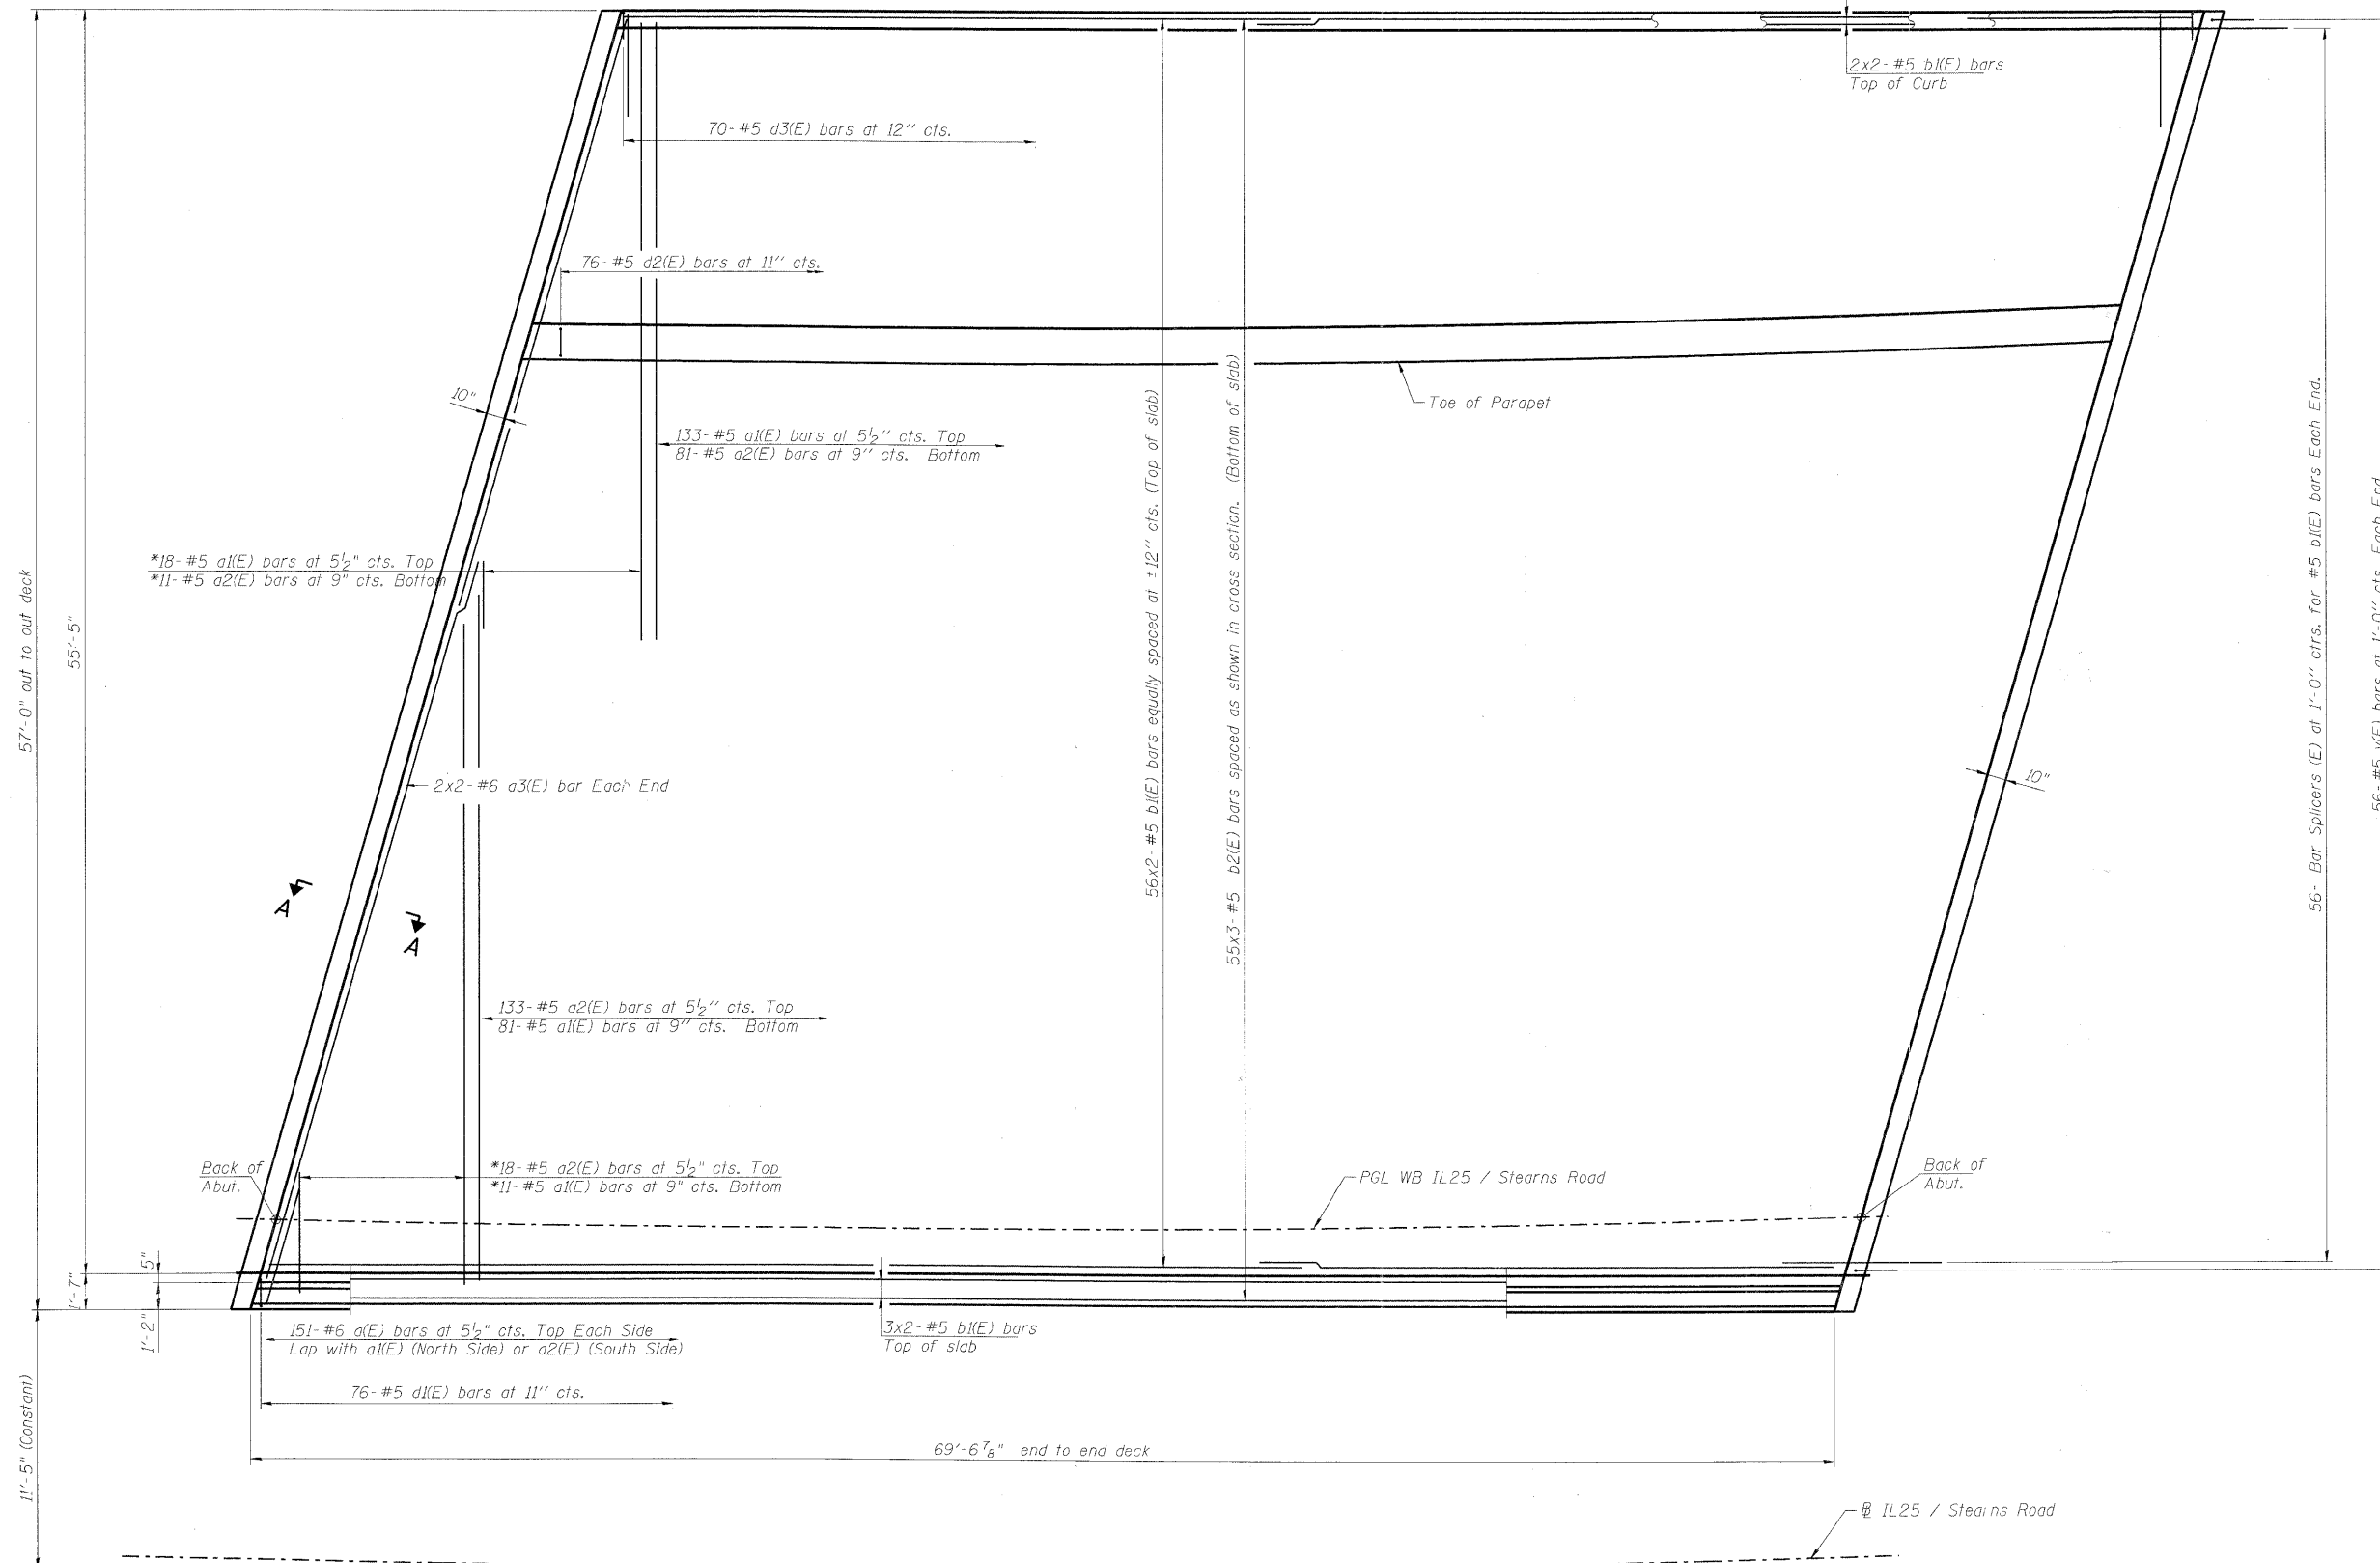 2x2-#5 b1(E) bars
Top of Curb
70-#5 d3(E) bars at 12" cts.
76-#5 d2(E) bars at 11" cts.
Toe of Parapet
10"
133-#5 a1(E) bars at 5½" cts. Top
81-#5 a2(E) bars at 9" cts. Bottom
*18-#5 a1(E) bars at 5½" cts. Top
*11-#5 a2(E) bars at 9" cts. Bottom
57'-0" out to out deck
55'-5"
56x2-#5 b1(E) bars equally spaced at ±12" cts. (Top of slab)
55x3-#5 b2(E) bars spaced as shown in cross section. (Bottom of slab)
56- Bar Splicers (E) at 1'-0" ctrs. for #5 b1(E) bars Each End.
56-#5 v(E) bars at 1'-0" cts. Each End
2x2-#6 a3(E) bar Each End
10"
A
A
133-#5 a2(E) bars at 5½" cts. Top
81-#5 a1(E) bars at 9" cts. Bottom
Back of
Abut.
*18-#5 a2(E) bars at 5½" cts. Top
*11-#5 a1(E) bars at 9" cts. Bottom
PGL WB IL25 / Stearns Road
Back of
Abut.
5"
1'-7"
1'-2"
151-#6 a(E) bars at 5½" cts. Top Each Side
Lap with a1(E) (North Side) or a2(E) (South Side)
3x2-#5 b1(E) bars
Top of slab
76-#5 d1(E) bars at 11" cts.
11'-5" (Constant)
69'-6⅞" end to end deck
IL25 / Stearns Road